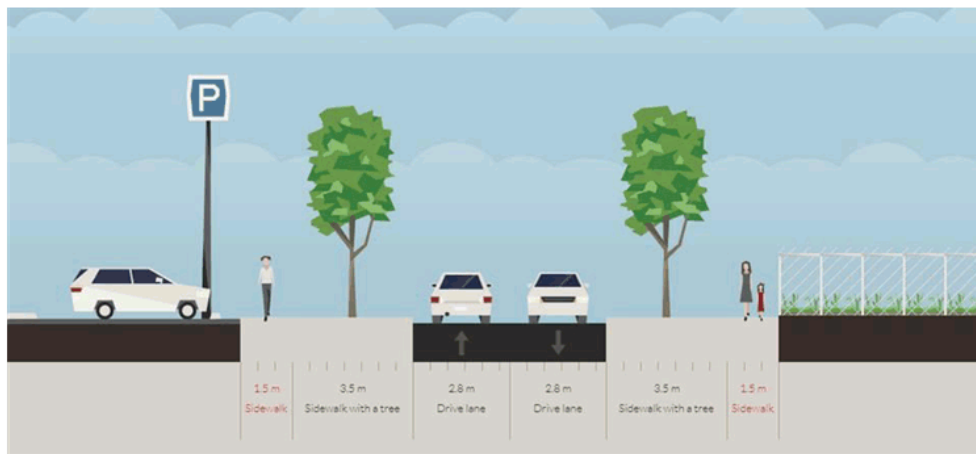 P
1.5 m
Sidewalk
3.5 m
Sidewalk with a tree
2.8 m
Drive lane
2.8 m
Drive lane
3.5 m
Sidewalk with a tree
1.5 m
Sidewalk